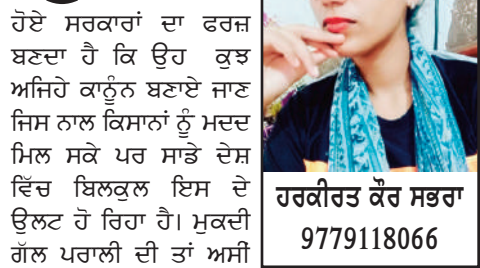 ਹੋਏ ਸਰਕਾਰਾਂ ਦਾ ਫਰਜ਼
ਬਣਦਾ ਹੈ ਕਿ ਉਹ ਕੁਝ
ਅਜਿਹੇ ਕਾਨੂੰਨ ਬਣਾਏ ਜਾਣ
ਜਿਸ ਨਾਲ ਕਿਸਾਨਾਂ ਨੂੰ ਮਦਦ
ਮਿਲ ਸਕੇ ਪਰ ਸਾਡੇ ਦੇਸ਼
ਵਿੱਚ ਬਿਲਕੁਲ ਇਸ ਦੇ
ਉਲਟ ਹੋ ਰਿਹਾ ਹੈ। ਮੁਕਦੀ
ਗੱਲ ਪਰਾਲੀ ਦੀ ਤਾਂ ਅਸੀਂ
ਹਰਕੀਰਤ ਕੌਰ ਸਭਰਾ
9779118066